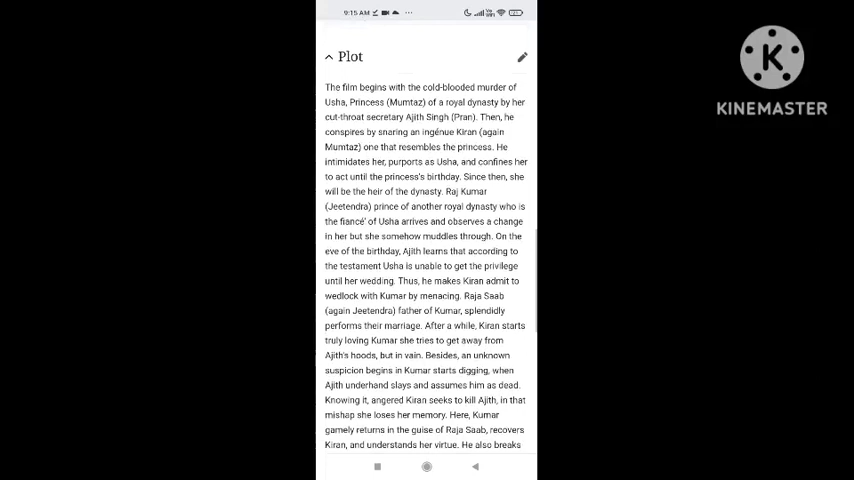 9:15 AM
Plot
The film begins with the cold-blooded murder of
Usha, Princess (Mumtaz) of a royal dynasty by her
cut-throat secretary Ajith Singh (Pran). Then, he
conspires by snaring an ingénue Kiran (again
Mumtaz) one that resembles the princess. He
intimidates her, purports as Usha, and confines her
to act until the princess's birthday. Since then, she
will be the heir of the dynasty. Raj Kumar
(Jeetendra) prince of another royal dynasty who is
the fiancé' of Usha arrives and observes a change
in her but she somehow muddles through. On the
eve of the birthday, Ajith learns that according to
the testament Usha is unable to get the privilege
until her wedding. Thus, he makes Kiran admit to
wedlock with Kumar by menacing. Raja Saab
(again Jeetendra) father of Kumar, splendidly
performs their marriage. After a while, Kiran starts
truly loving Kumar she tries to get away from
Ajith's hoods, but in vain. Besides, an unknown
suspicion begins in Kumar starts digging, when
Ajith underhand slays and assumes him as dead.
Knowing it, angered Kiran seeks to kill Ajith, in that
mishap she loses her memory. Here, Kumar
gamely returns in the guise of Raja Saab, recovers
Kiran, and understands her virtue. He also breaks
K
KINEMASTER